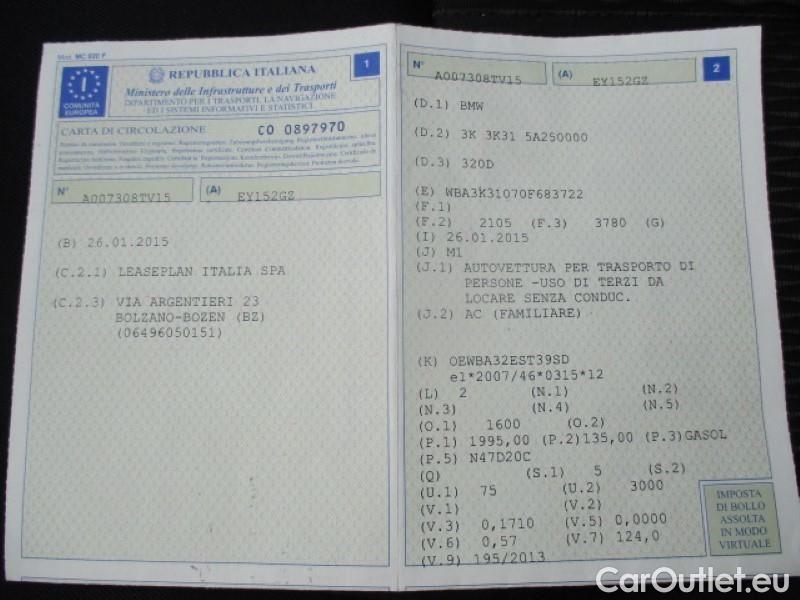 Mod. MC 820 F
REPUBBLICA ITALIANA
1
Ministero delle Infrastrutture e dei Trasporti
I
COMUNITÀ
EUROPEA
DIPARTIMENTO PER I TRASPORTI, LA NAVIGAZIONE
ED I SISTEMI INFORMATIVI E STATISTICI
CARTA DI CIRCOLAZIONE CO 0897970
N° A007308TV15 (A) EY152GZ
(B) 26.01.2015
(C.2.1) LEASEPLAN ITALIA SPA
(C.2.3) VIA ARGENTIERI 23
BOLZANO-BOZEN (BZ)
(06496050151)
N° A007308TV15 (A) EY152GZ 2
(D.1) BMW
(D.2) 3K 3K31 5A250000
(D.3) 320D
(E) WBA3K31070F683722
(F.1)
(F.2) 2105 (F.3) 3780 (G)
(I) 26.01.2015
(J) M1
(J.1) AUTOVETTURA PER TRASPORTO DI
PERSONE -USO DI TERZI DA
LOCARE SENZA CONDUC.
(J.2) AC (FAMILIARE)
(K) OEWBA32EST39SD
e1*2007/46*0315*12
(L) 2 (N.1) (N.2)
(N.3) (N.4) (N.5)
(O.1) 1600 (O.2)
(P.1) 1995,00 (P.2)135,00 (P.3)GASOL
(P.5) N47D20C
(Q) (S.1) 5 (S.2)
(U.1) 75 (U.2) 3000
(V.1) (V.2)
(V.3) 0,1710 (V.5) 0,0000
(V.6) 0,57 (V.7) 124,0
(V.9) 195/2013
IMPOSTA
DI BOLLO
ASSOLTA
IN MODO
VIRTUALE
CarOutlet.eu